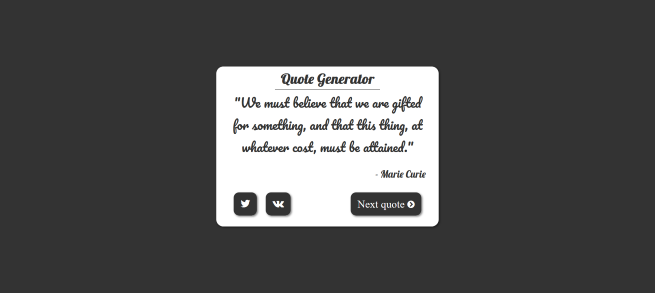 Quote Generator
"We must believe that we are gifted
for something, and that this thing, at
whatever cost, must be attained."
- Marie Curie
Next quote